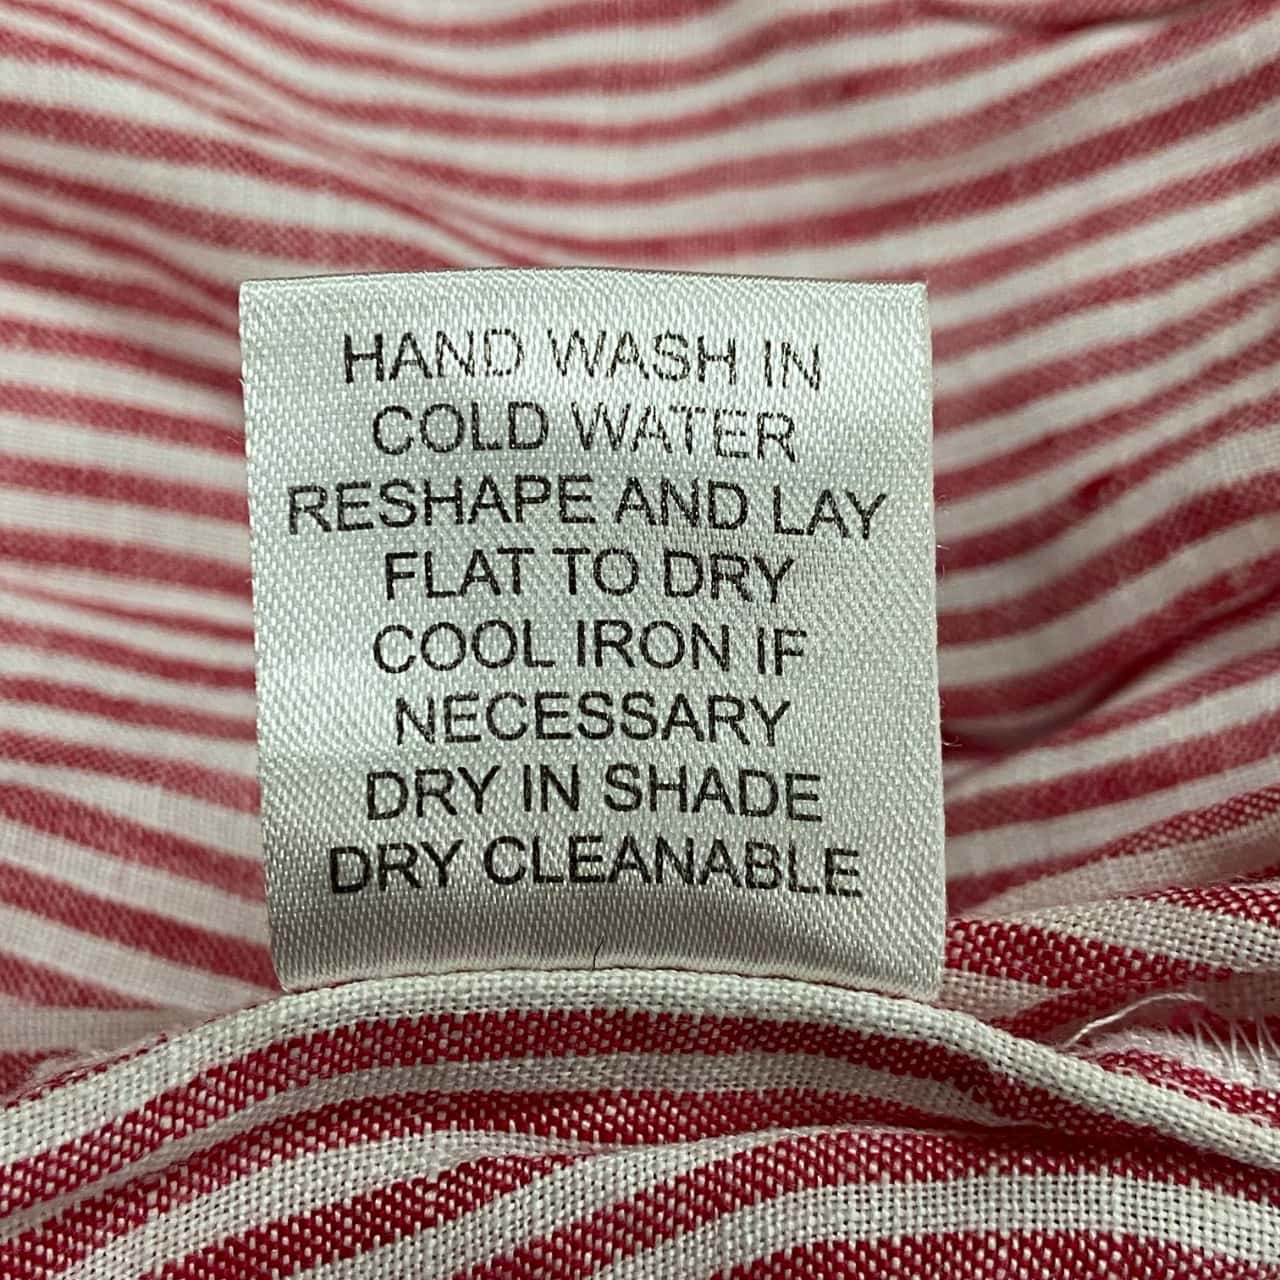 HAND WASH IN
COLD WATER
RESHAPE AND LAY
FLAT TO DRY
COOL IRON IF
NECESSARY
DRY IN SHADE
DRY CLEANABLE